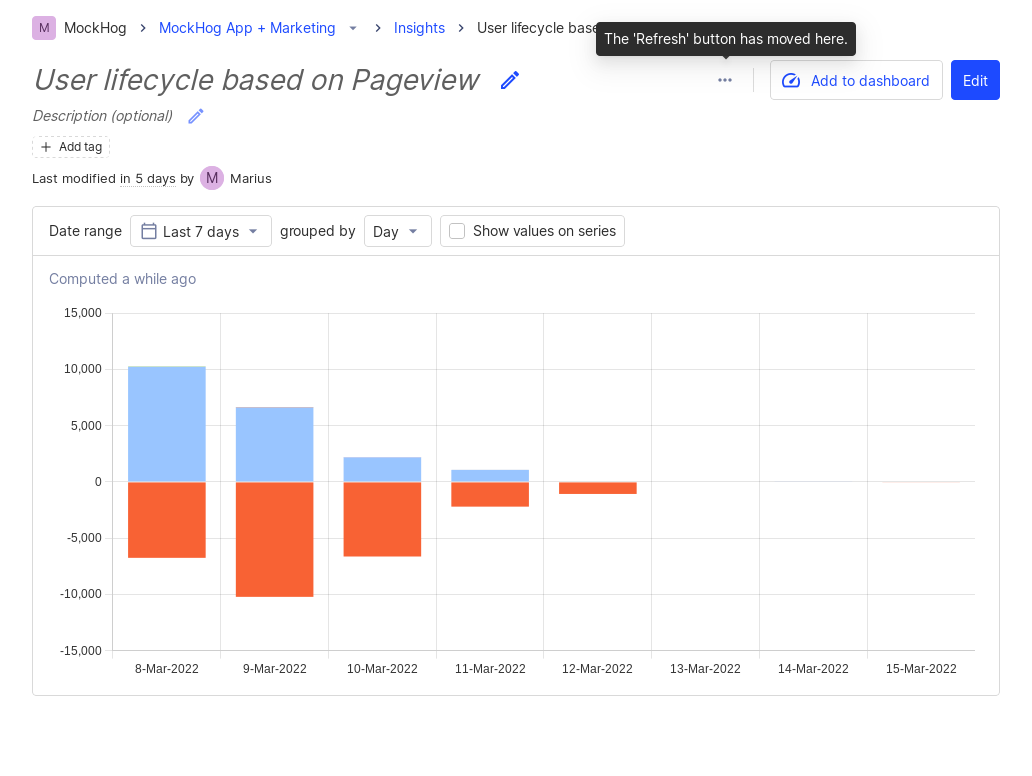 M MockHog MockHog App + Marketing Insights User lifecycle base
The 'Refresh' button has moved here.
User lifecycle based on Pageview
Add to dashboard
Edit
Description (optional)
Add tag
Last modified in 5 days by M Marius
Date range Last 7 days grouped by Day Show values on series
Computed a while ago
15,000
10,000
5,000
0
-5,000
-10,000
-15,000
8-Mar-2022 9-Mar-2022 10-Mar-2022 11-Mar-2022 12-Mar-2022 13-Mar-2022 14-Mar-2022 15-Mar-2022